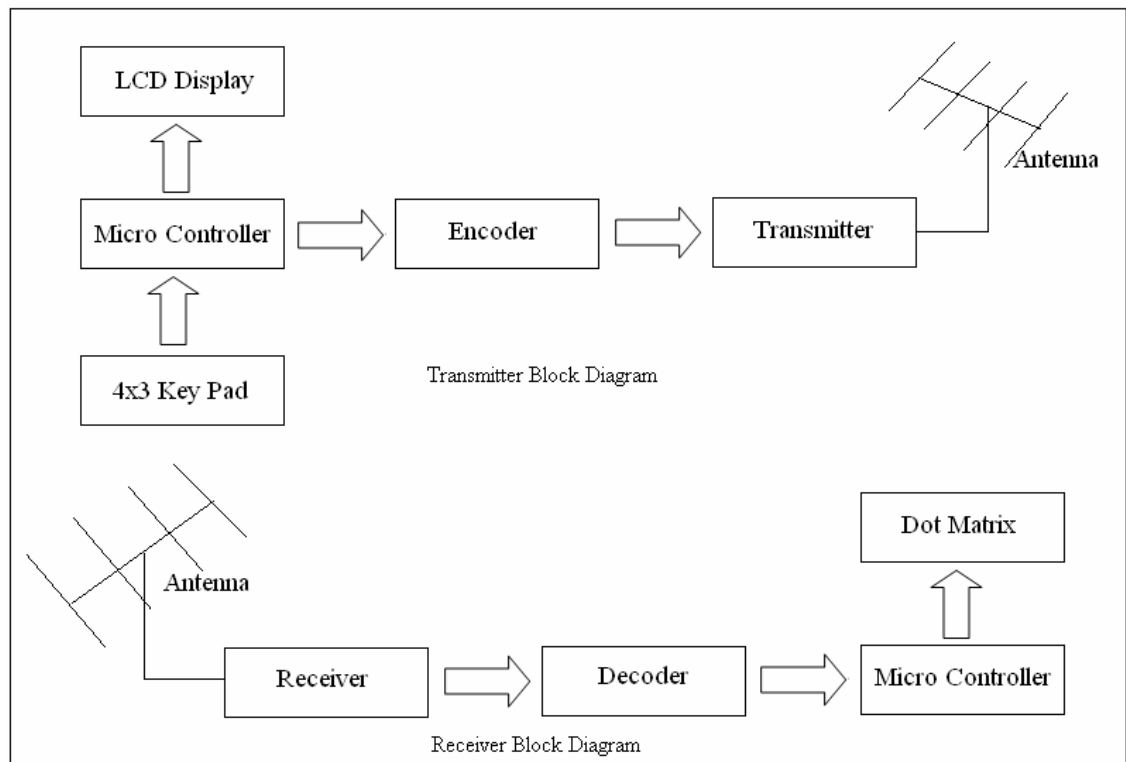 LCD Display
Antenna
Micro Controller
Encoder
Transmitter
4x3 Key Pad
Transmitter Block Diagram
Dot Matrix
Antenna
Receiver
Decoder
Micro Controller
Receiver Block Diagram